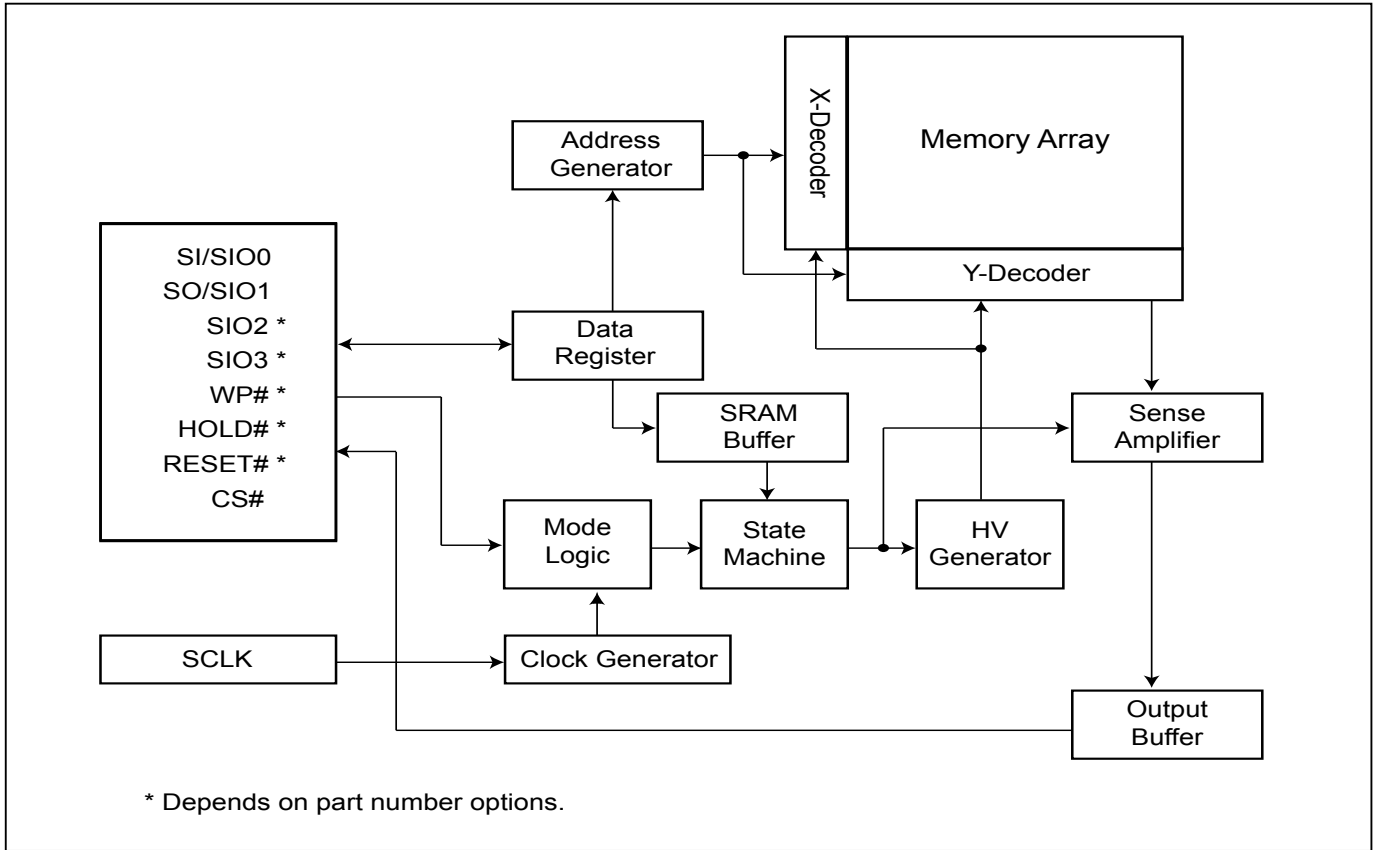 X-Decoder
Memory Array
Address
Generator
Y-Decoder
SI/SIO0
SO/SIO1
SIO2 *
SIO3 *
WP# *
HOLD# *
RESET# *
CS#
Data
Register
SRAM
Buffer
Sense
Amplifier
Mode
Logic
State
Machine
HV
Generator
SCLK
Clock Generator
Output
Buffer
* Depends on part number options.